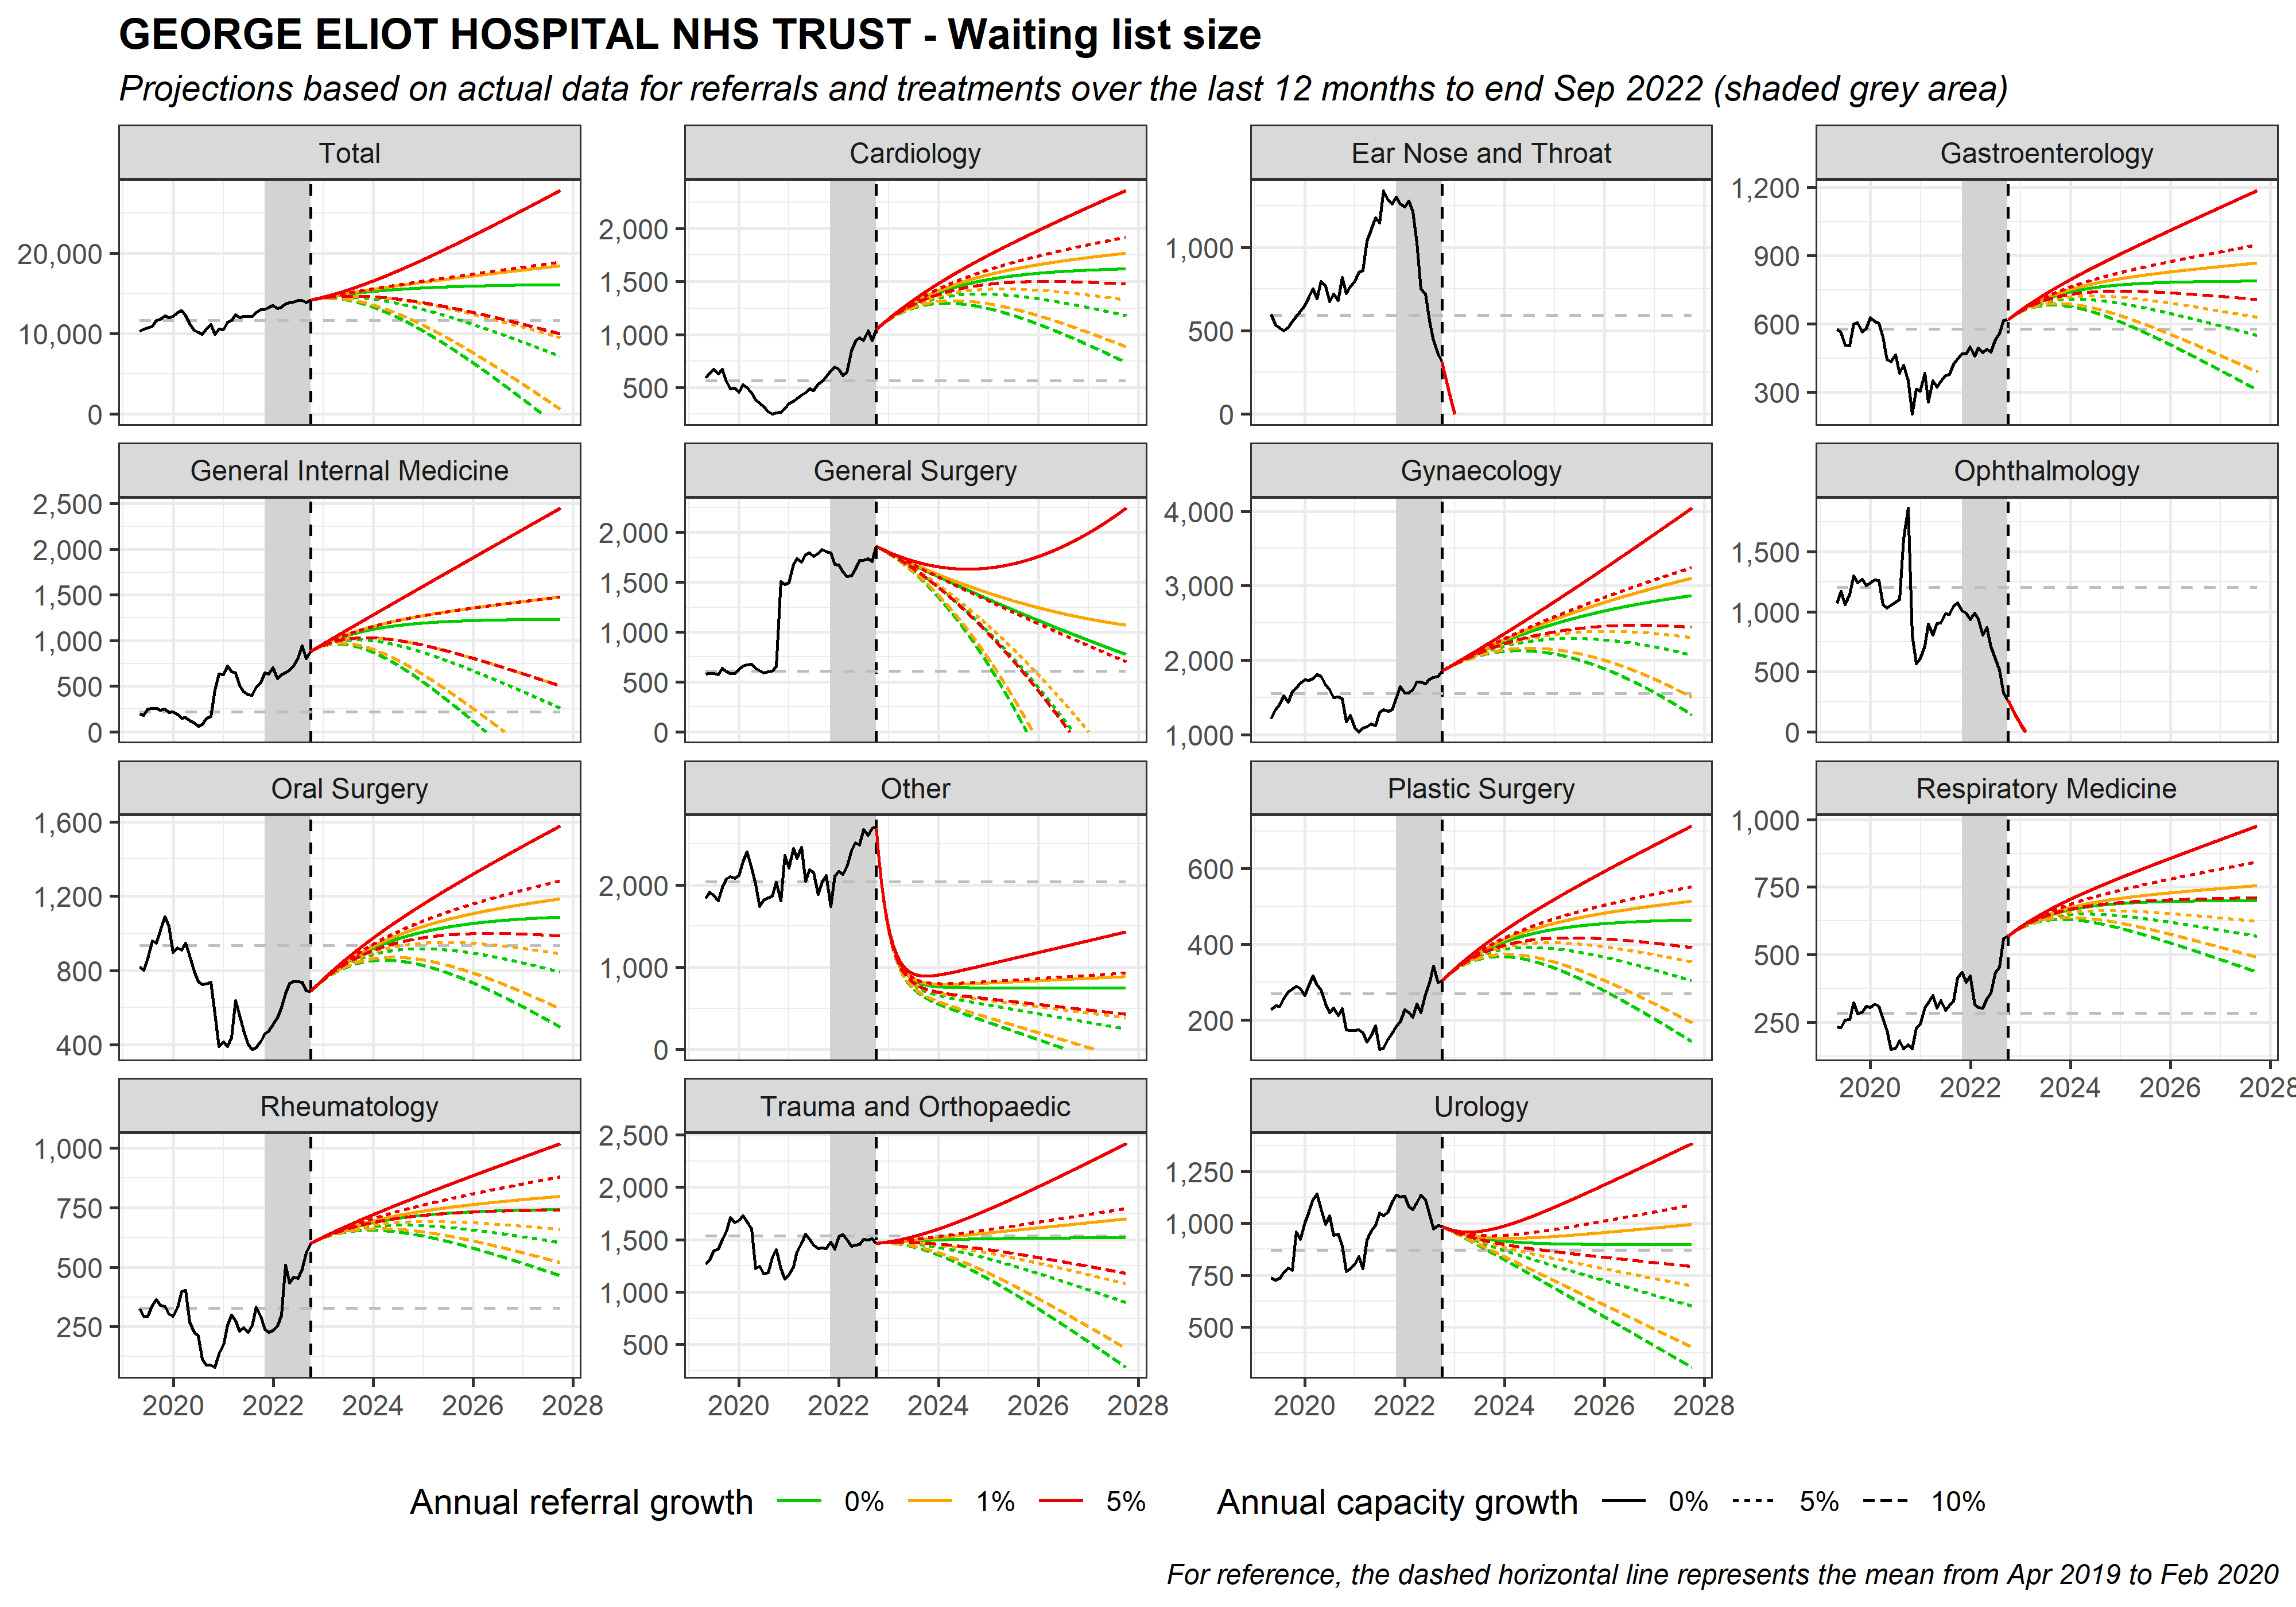 GEORGE ELIOT HOSPITAL NHS TRUST - Waiting list size
Projections based on actual data for referrals and treatments over the last 12 months to end Sep 2022 (shaded grey area)
Total
20,000
10,000
0
Cardiology
2,000
1,500
1,000
500
Ear Nose and Throat
1,000
500
0
Gastroenterology
1,200
900
600
300
General Internal Medicine
2,500
2,000
1,500
1,000
500
0
General Surgery
2,000
1,500
1,000
500
0
Gynaecology
4,000
3,000
2,000
1,000
Ophthalmology
1,500
1,000
500
0
Oral Surgery
1,600
1,200
800
400
Other
2,000
1,000
0
Plastic Surgery
600
400
200
Respiratory Medicine
1,000
750
500
250
2020 2022 2024 2026 2028
Rheumatology
1,000
750
500
250
2020 2022 2024 2026 2028
Trauma and Orthopaedic
2,500
2,000
1,500
1,000
500
2020 2022 2024 2026 2028
Urology
1,250
1,000
750
500
2020 2022 2024 2026 2028
Annual referral growth 0% 1% 5%
Annual capacity growth 0% 5% 10%
For reference, the dashed horizontal line represents the mean from Apr 2019 to Feb 2020